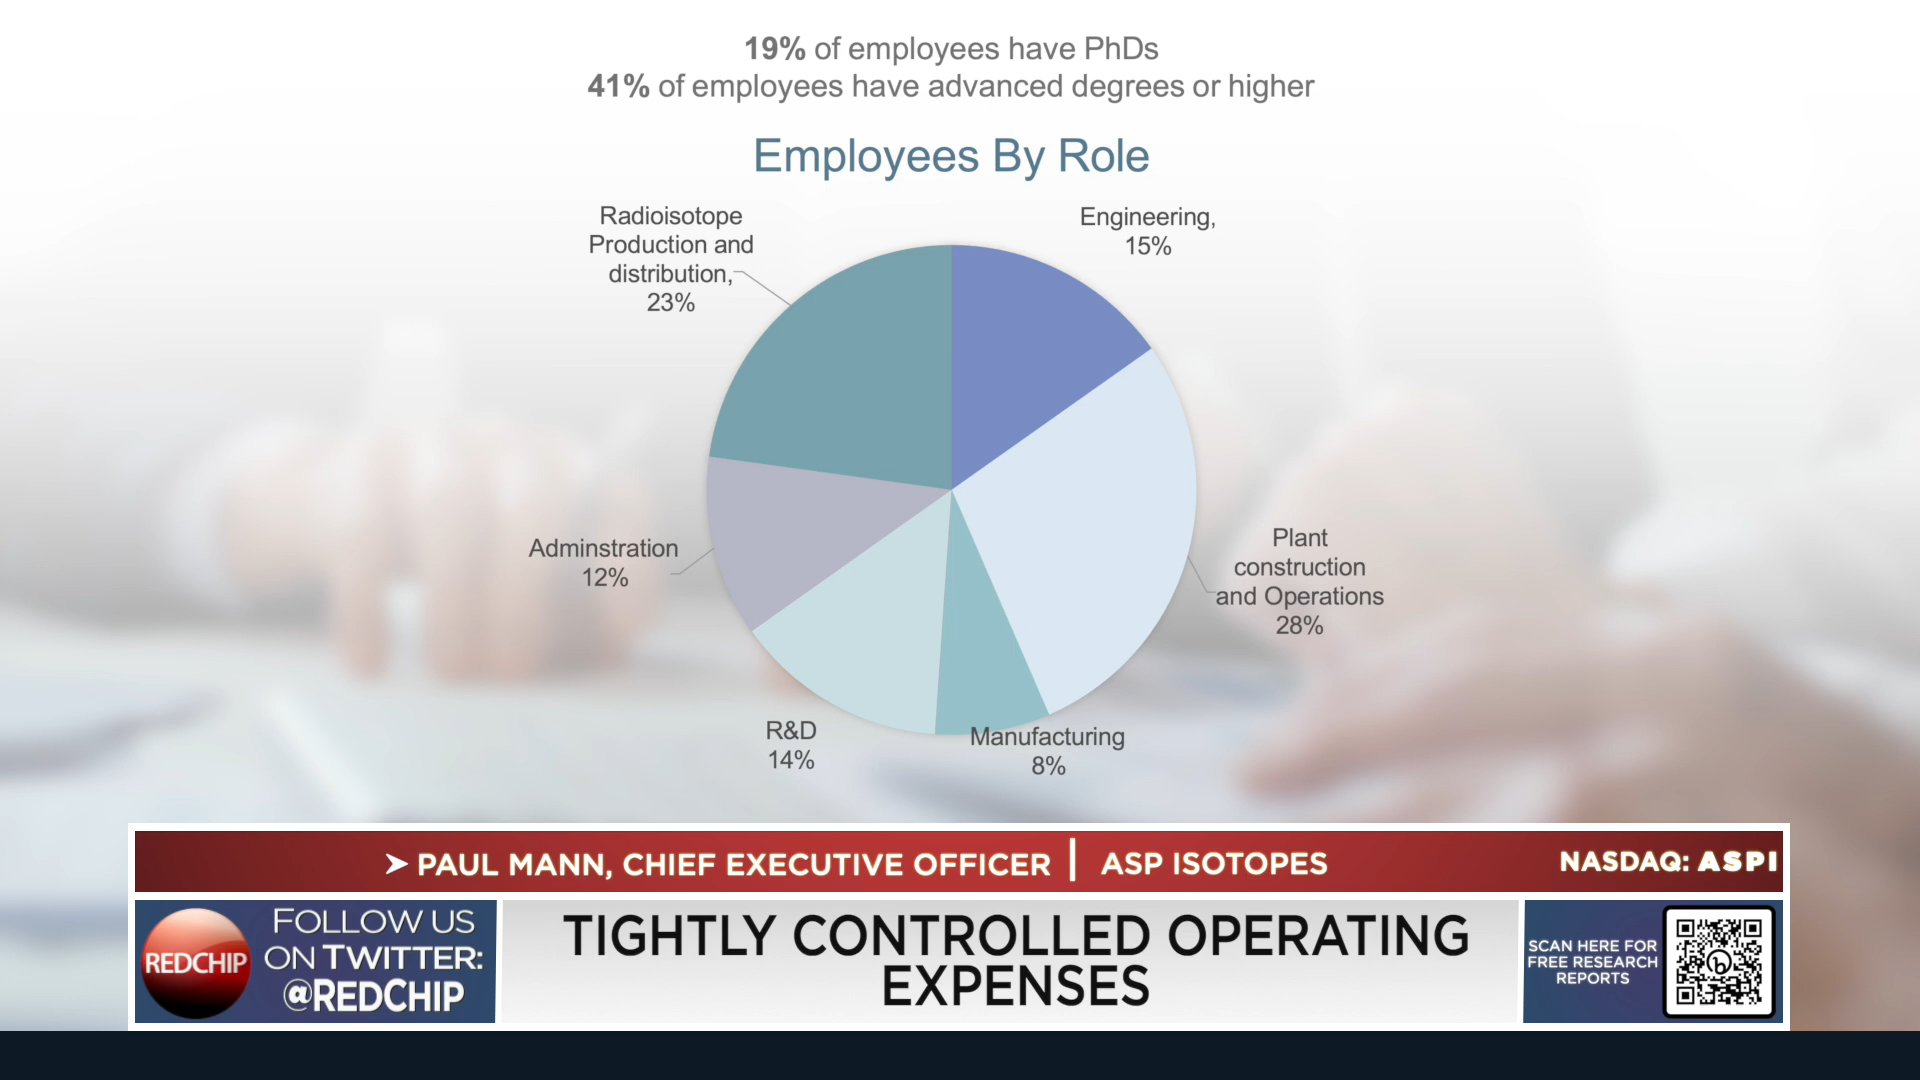 19% of employees have PhDs
41% of employees have advanced degrees or higher
Employees By Role
Radioisotope
Production and
distribution,
23%
Engineering,
15%
Adminstration
12%
Plant
construction
and Operations
28%
R&D
14%
Manufacturing
8%
PAUL MANN, CHIEF EXECUTIVE OFFICER | ASP ISOTOPES
NASDAQ: ASPI
REDCHIP
FOLLOW US
ON TWITTER:
@REDCHIP
TIGHTLY CONTROLLED OPERATING
EXPENSES
SCAN HERE FOR
FREE RESEARCH
REPORTS